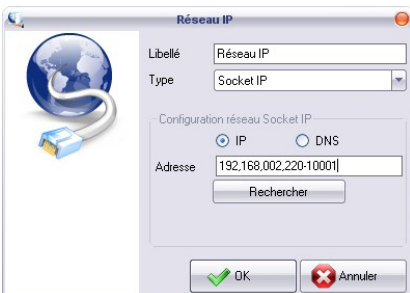 Réseau IP
Libellé Réseau IP
Type Socket IP
Configuration réseau Socket IP
IP DNS
Adresse 192,168,002,220-10001
Rechercher
OK Annuler